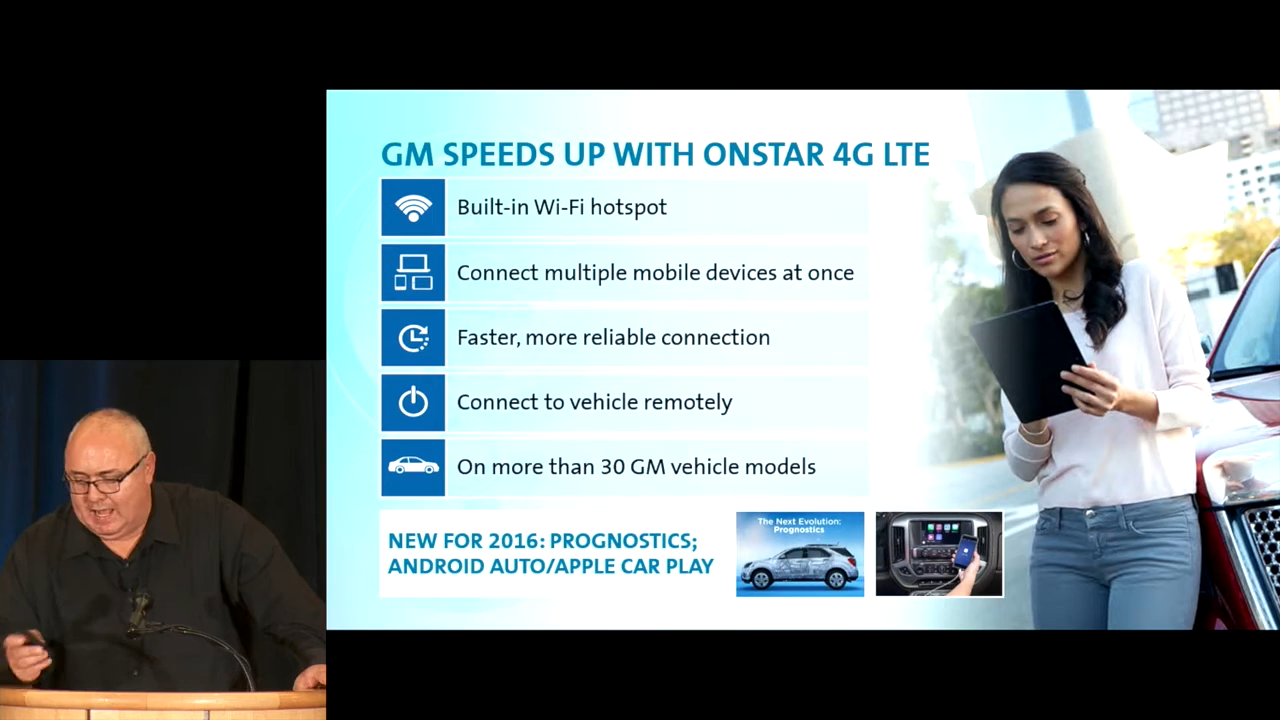 GM SPEEDS UP WITH ONSTAR 4G LTE
Built-in Wi-Fi hotspot
Connect multiple mobile devices at once
Faster, more reliable connection
Connect to vehicle remotely
On more than 30 GM vehicle models
NEW FOR 2016: PROGNOSTICS;
ANDROID AUTO/APPLE CAR PLAY
The Next Evolution:
Prognostics